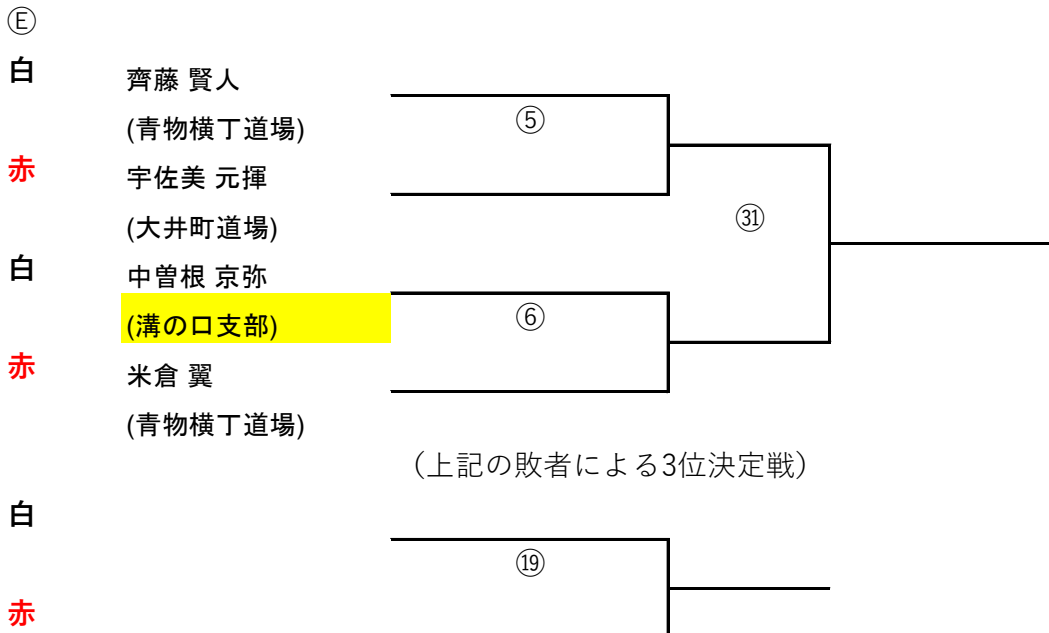 Ⓔ
白
齊藤 賢人
⑤
(青物横丁道場)
赤
宇佐美 元揮
(大井町道場)
㉛
白
中曽根 京弥
(溝の口支部)
⑥
赤
米倉 翼
(青物横丁道場)
（上記の敗者による3位決定戦）
白
⑲
赤